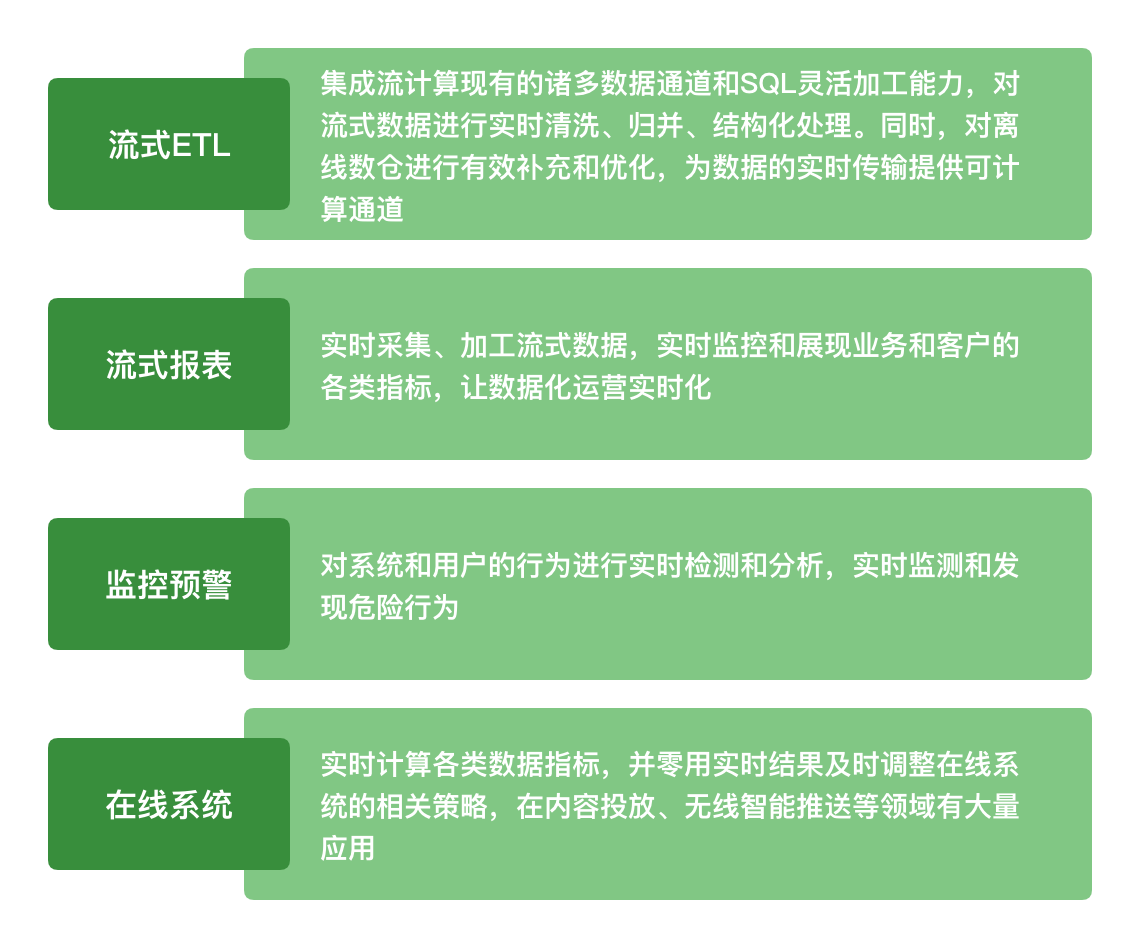 流式ETL
集成流计算现有的诸多数据通道和SQL灵活加工能力，对
流式数据进行实时清洗、归并、结构化处理。同时，对离
线数仓进行有效补充和优化，为数据的实时传输提供可计
算通道
流式报表
实时采集、加工流式数据，实时监控和展现业务和客户的
各类指标，让数据化运营实时化
监控预警
对系统和用户的行为进行实时检测和分析，实时监测和发
现危险行为
在线系统
实时计算各类数据指标，并零用实时结果及时调整在线系
统的相关策略，在内容投放、无线智能推送等领域有大量
应用